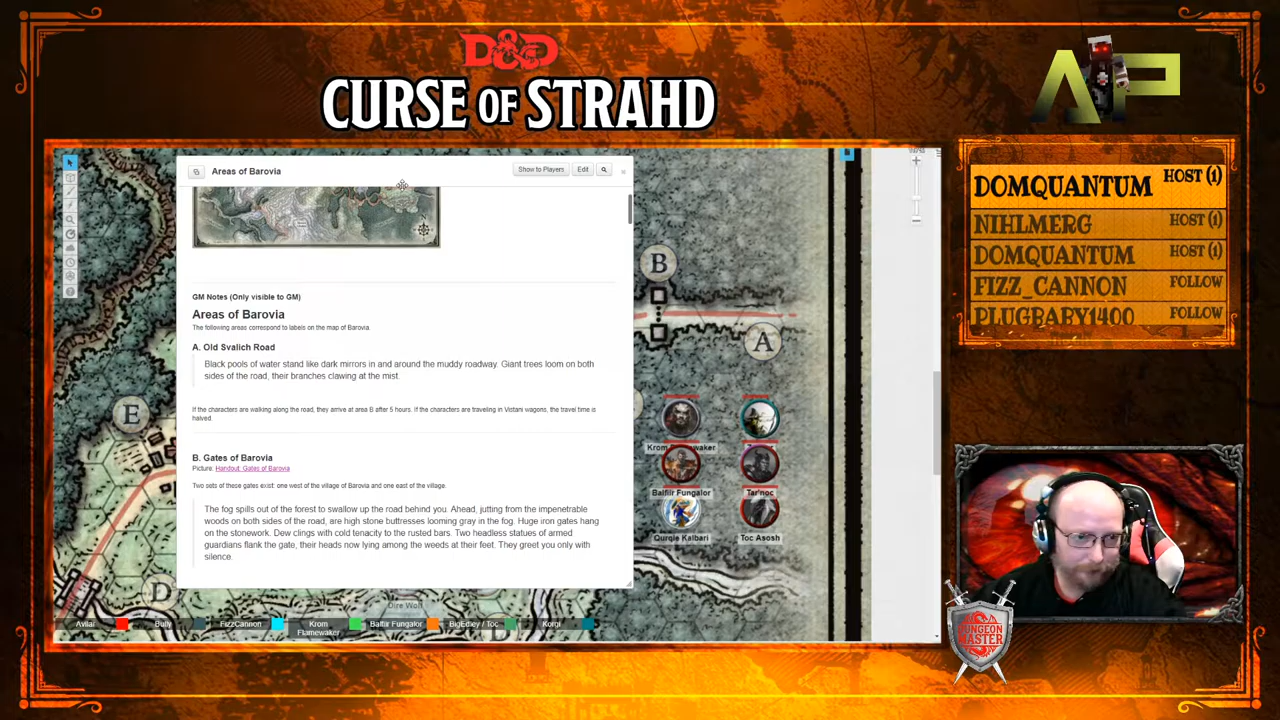 D&D
CURSE OF STRAHD
AP
Areas of Barovia
Show to Players
Edit
GM Notes (Only visible to GM)
Areas of Barovia
The following areas correspond to labels on the map of Barovia
A. Old Svalich Road
Black pools of water stand like dark mirrors in and around the muddy roadway. Giant trees loom on both
sides of the road, their branches clawing at the mist.
If the characters are walking along the road, they arrive at area B after 5 hours. If the characters are traveling in Vistani wagons, the travel time is
halved.
B. Gates of Barovia
Picture: Handout: Gates of Barovia
Two sets of these gates exist: one west of the village of Barovia and one east of the village.
The fog spills out of the forest to swallow up the road behind you. Ahead, jutting from the impenetrable
woods on both sides of the road, are high stone buttresses looming gray in the fog. Huge iron gates hang
on the stonework. Dew clings with cold tenacity to the rusted bars. Two headless statues of armed
guardians flank the gate, their heads now lying among the weeds at their feet. They greet you only with
silence.
E
D
B
A
Balfiir Fungalor
Tar'noc
Qurgle Kalbari
Toc Asosh
Dire Wolf
Avilar
Bully
FizzCannon
Krom
Flamewaker
Balfiir Fungalor
BigEdley / Toc
Korgi
DOMQUANTUM HOST (1)
NIHLMERG HOST (1)
DOMQUANTUM HOST (1)
FIZZ_CANNON FOLLOW
PLUGBABY1400 FOLLOW
DUNGEON
MASTER